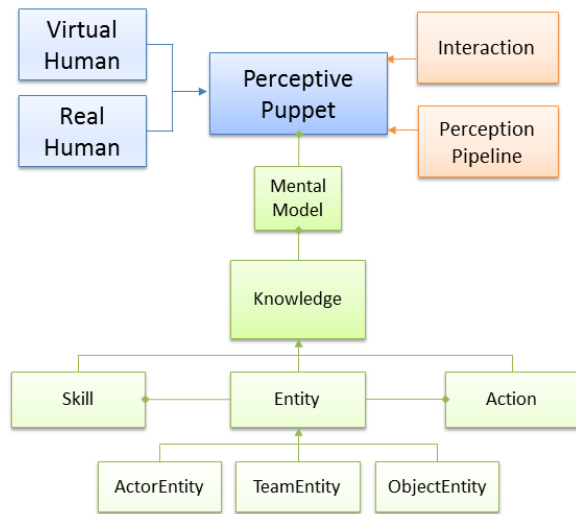 Virtual
Human
Perceptive
Puppet
Interaction
Real
Human
Perception
Pipeline
Mental
Model
Knowledge
Skill
Entity
Action
ActorEntity
TeamEntity
ObjectEntity